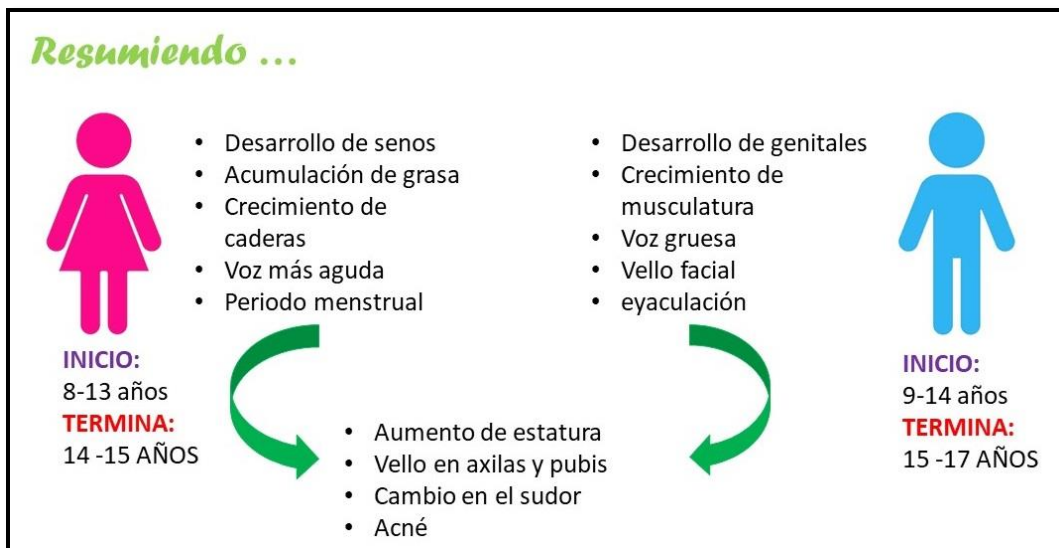 Resumiendo ...
• Desarrollo de senos
• Acumulación de grasa
• Crecimiento de
caderas
• Voz más aguda
• Periodo menstrual
• Desarrollo de genitales
• Crecimiento de
musculatura
• Voz gruesa
• Vello facial
• eyaculación
INICIO:
8-13 años
TERMINA:
14 -15 AÑOS
INICIO:
9-14 años
TERMINA:
15 -17 AÑOS
• Aumento de estatura
• Vello en axilas y pubis
• Cambio en el sudor
• Acné